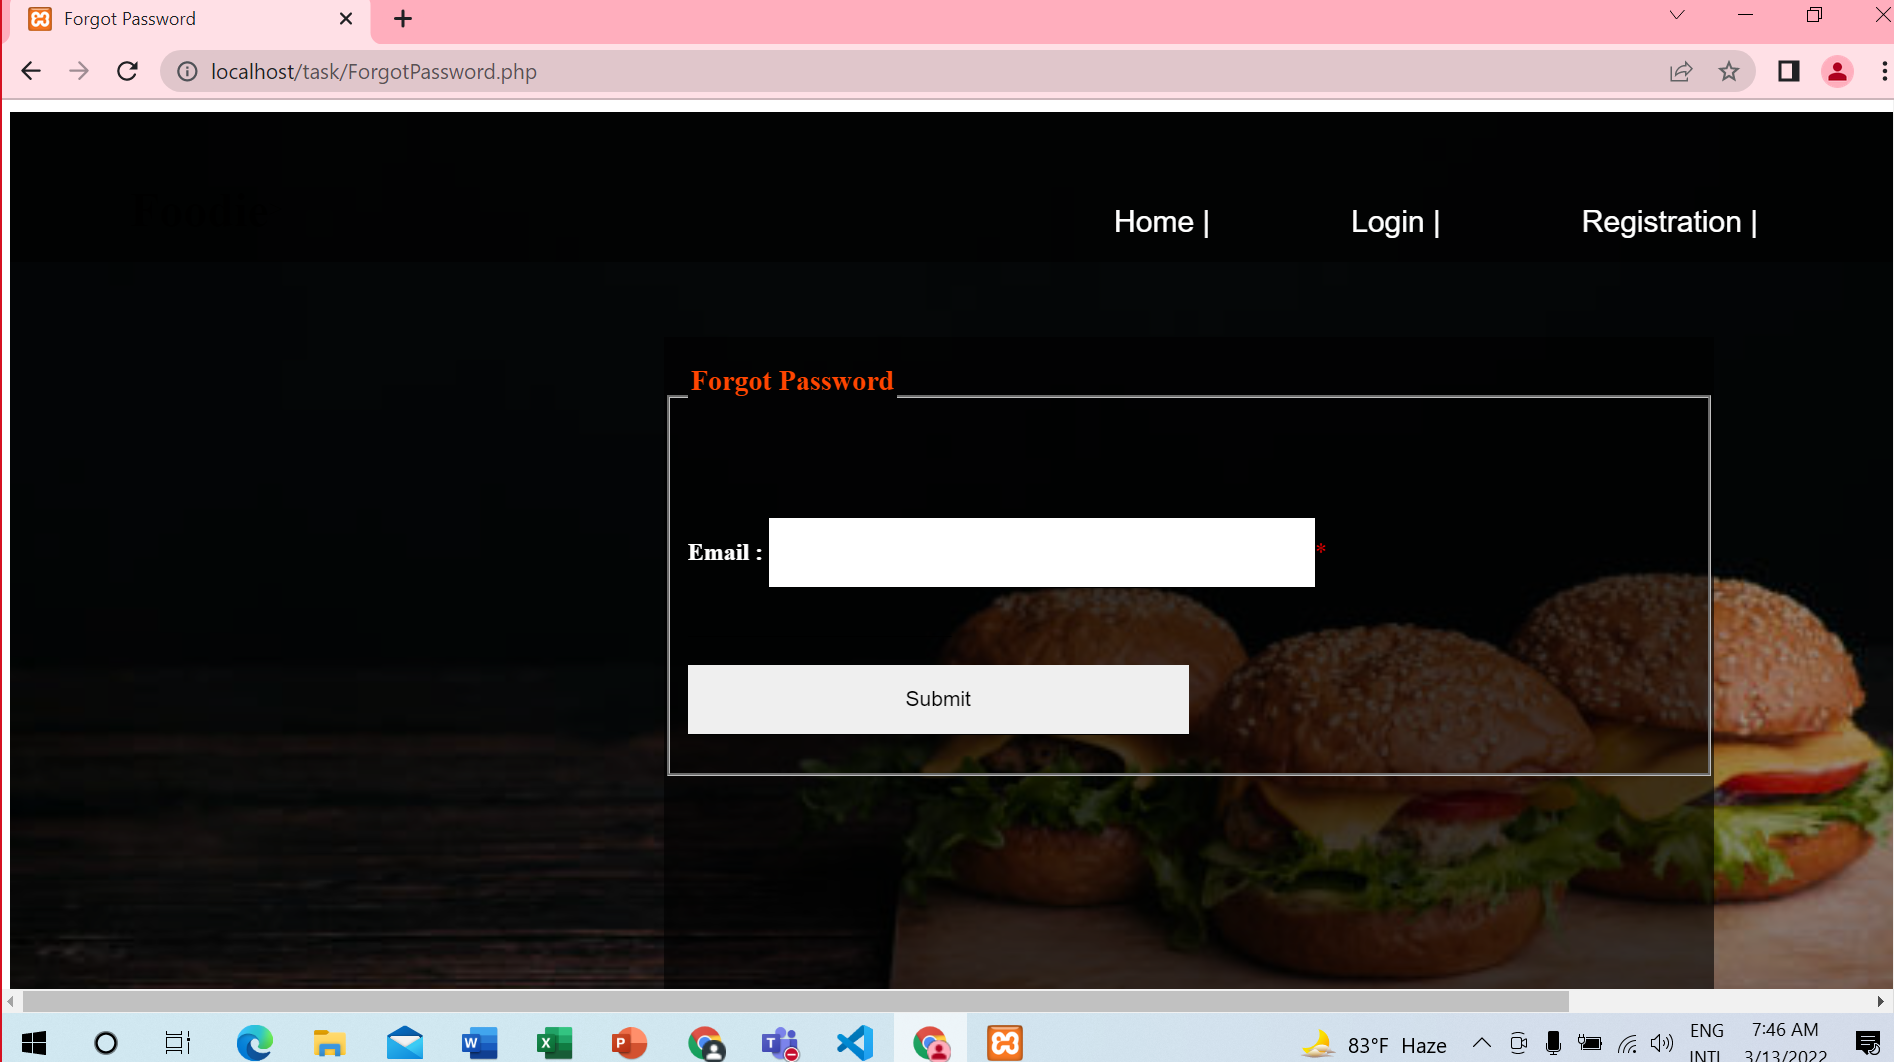 Forgot Password
localhost/task/ForgotPassword.php
Foodie
Home |
Login |
Registration |
Forgot Password
Email :
*
Submit
83°F Haze
ENG
INTL
7:46 AM
3/13/2022